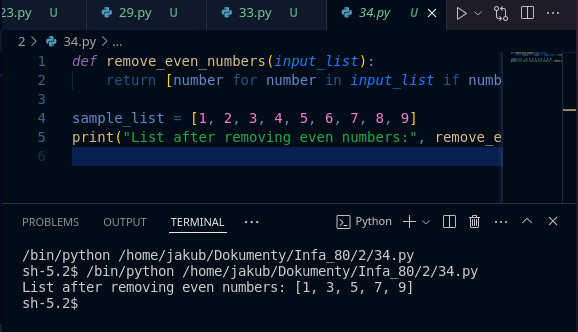 23.py U 29.py U 33.py U 34.py U
2 > 34.py > ...
1 def remove_even_numbers(input_list):
2 return [number for number in input_list if numb
3
4 sample_list = [1, 2, 3, 4, 5, 6, 7, 8, 9]
5 print("List after removing even numbers:", remove_e
6
PROBLEMS OUTPUT TERMINAL ... Python
/bin/python /home/jakub/Dokumenty/Infa_80/2/34.py
sh-5.2$ /bin/python /home/jakub/Dokumenty/Infa_80/2/34.py
List after removing even numbers: [1, 3, 5, 7, 9]
sh-5.2$